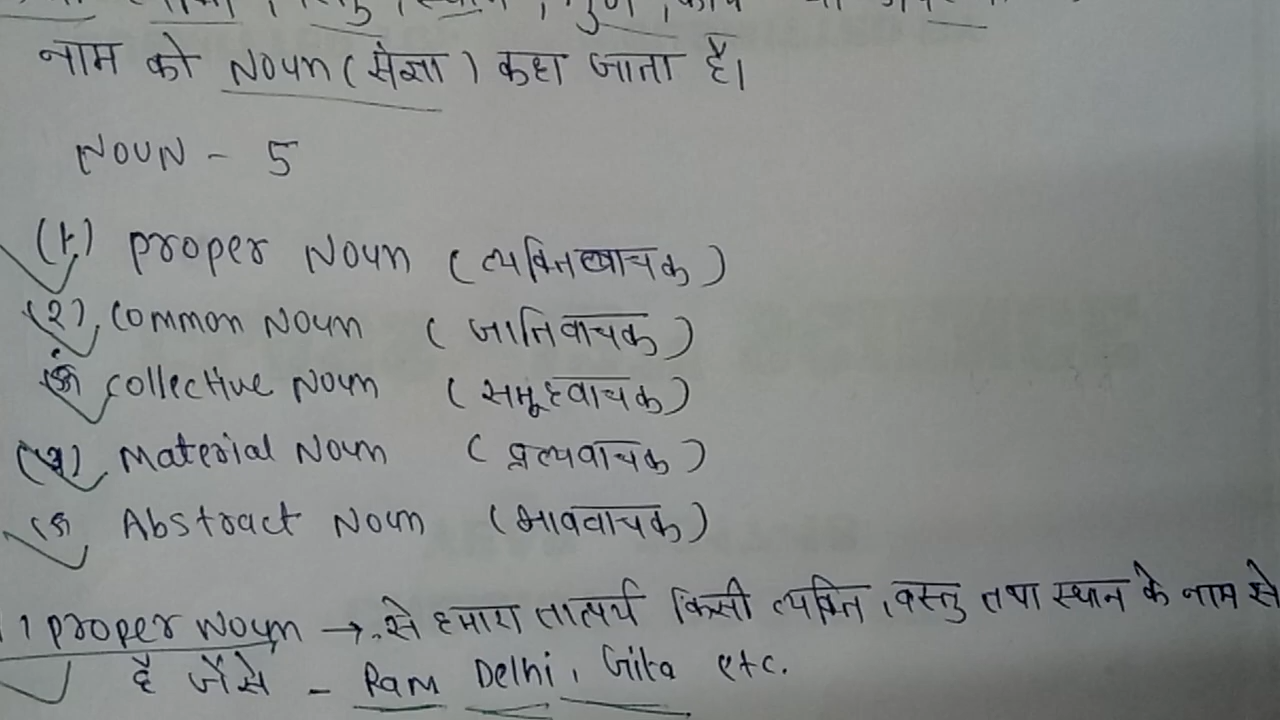 नाम को Noun (संज्ञा) कहा जाता है।
NOUN - 5
(1) proper Noun (व्यक्तिवाचक)
(2) Common Noun (जातिवाचक)
collective Noun (समूहवाचक)
(4) Material Noun (द्रव्यवाचक)
(5 Abstract Noun (भाववाचक)
1 proper Noun → से हमारा तात्पर्य किसी व्यक्ति, वस्तु तथा स्थान के नाम से
है जैसे - Ram Delhi, Gita etc.